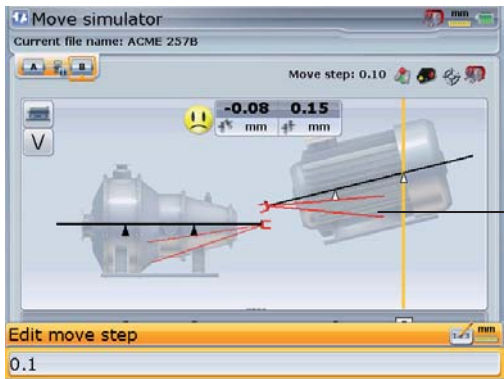 Move simulator
mm
Current file name: ACME 257B
A
B
Move step: 0.10
-0.08 0.15
mm mm
V
Edit move step
mm
0.1